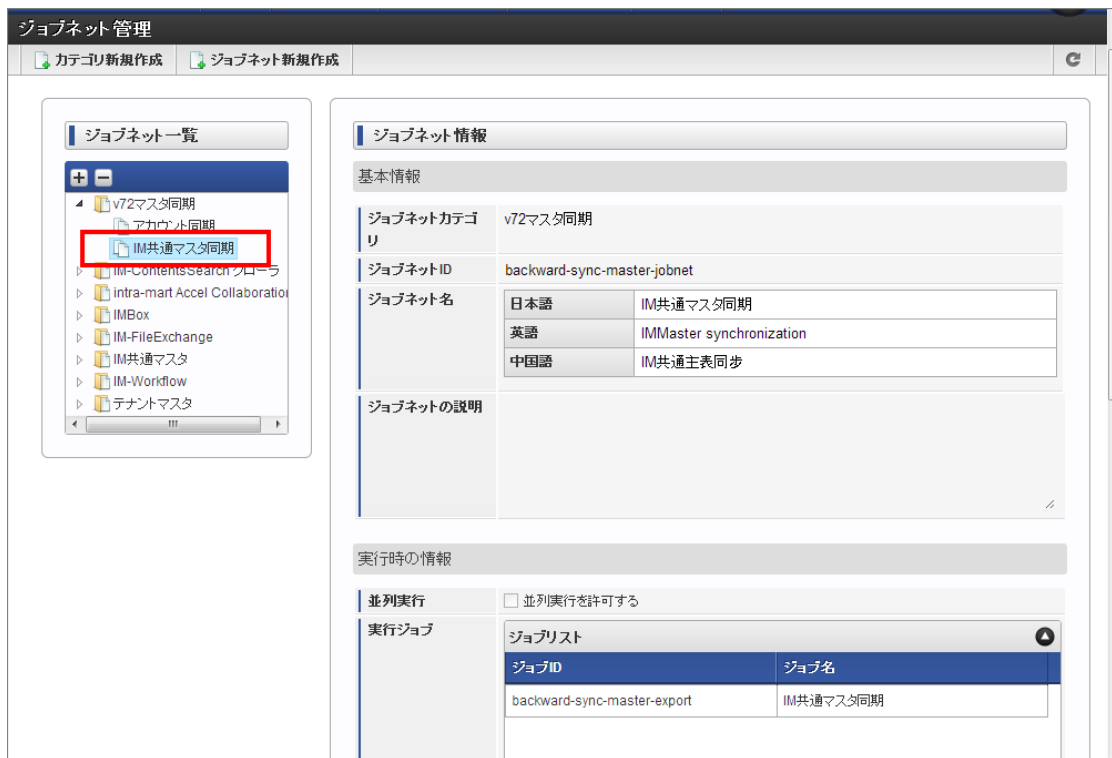 ジョブネット管理
カテゴリ新規作成
ジョブネット新規作成
ジョブネット一覧
v72マスタ同期
アカウント同期
IM共通マスタ同期
IM-ContentsSearch クローラ
intra-mart Accel Collaboration
IMBox
IM-FileExchange
IM共通マスタ
IM-Workflow
テナントマスタ
ジョブネット情報
基本情報
ジョブネットカテゴ
リ
v72マスタ同期
ジョブネットID
backward-sync-master-jobnet
ジョブネット名
日本語
IM共通マスタ同期
英語
IMMaster synchronization
中国語
IM共通主表同步
ジョブネットの説明
実行時の情報
並列実行
並列実行を許可する
実行ジョブ
ジョブリスト
ジョブID
ジョブ名
backward-sync-master-export
IM共通マスタ同期